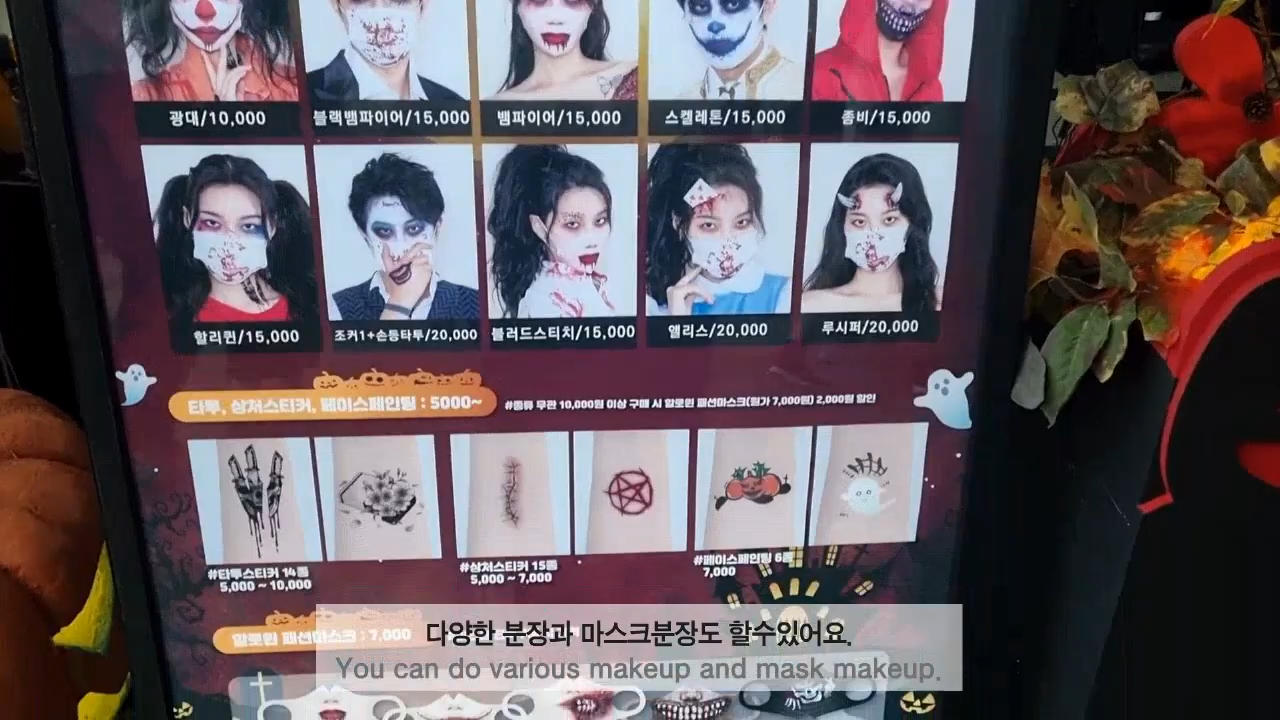 광대/10,000
블랙뱀파이어/15,000
뱀파이어/15,000
스켈레톤/15,000
좀비/15,000
할리퀸/15,000
조커1+손등타투/20,000
블러드스티치/15,000
앨리스/20,000
루시퍼/20,000
타투, 상처스티커, 페이스페인팅 : 5000~
#종류 무관 10,000원 이상 구매 시 할로윈 패션마스크(원가 7,000원) 2,000원 할인
#타투스티커 14종
5,000 ~ 10,000
#상처스티커 15종
5,000 ~ 7,000
#페이스페인팅 6종
7,000
할로윈 패션마스크 : 7,000
다양한 분장과 마스크분장도 할수있어요.
You can do various makeup and mask makeup.